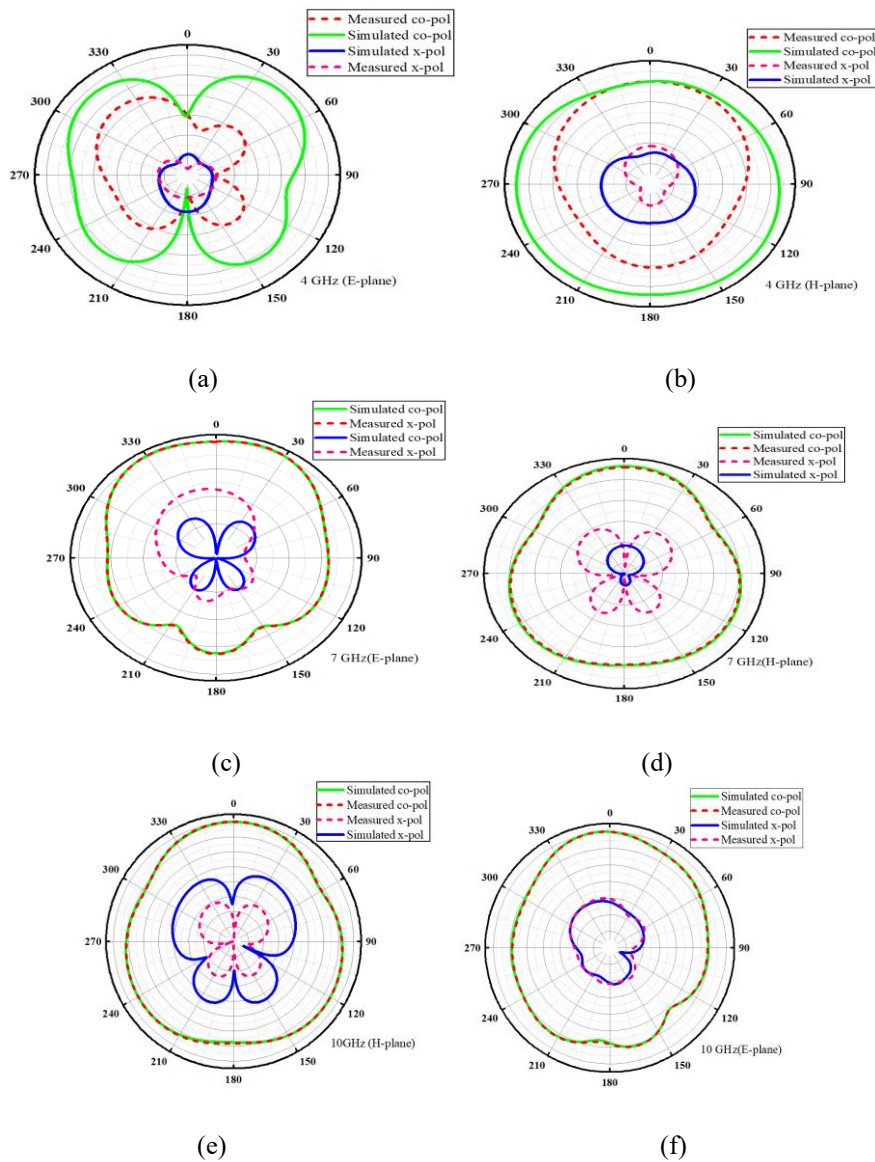 Measured co-pol
Simulated co-pol
Simulated x-pol
Measured x-pol
0
30
60
90
120
150
180
210
240
270
300
330
4 GHz (E-plane)
(a)
Measured co-pol
Simulated co-pol
Measured x-pol
Simulated x-pol
0
30
60
90
120
150
180
210
240
270
300
330
4 GHz (H-plane)
(b)
Simulated co-pol
Measured x-pol
Simulated co-pol
Measured x-pol
0
30
60
90
120
150
180
210
240
270
300
330
7 GHz(E-plane)
(c)
Simulated co-pol
Measured co-pol
Measured x-pol
Simulated x-pol
0
30
60
90
120
150
180
210
240
270
300
330
7 GHz(H-plane)
(d)
Simulated co-pol
Measured co-pol
Measured x-pol
Simulated x-pol
0
30
60
90
120
150
180
210
240
270
300
330
10GHz (H-plane)
(e)
Simulated co-pol
Measured co-pol
Simulated x-pol
Measured x-pol
0
30
60
90
120
150
180
210
240
270
300
330
10 GHz(E-plane)
(f)